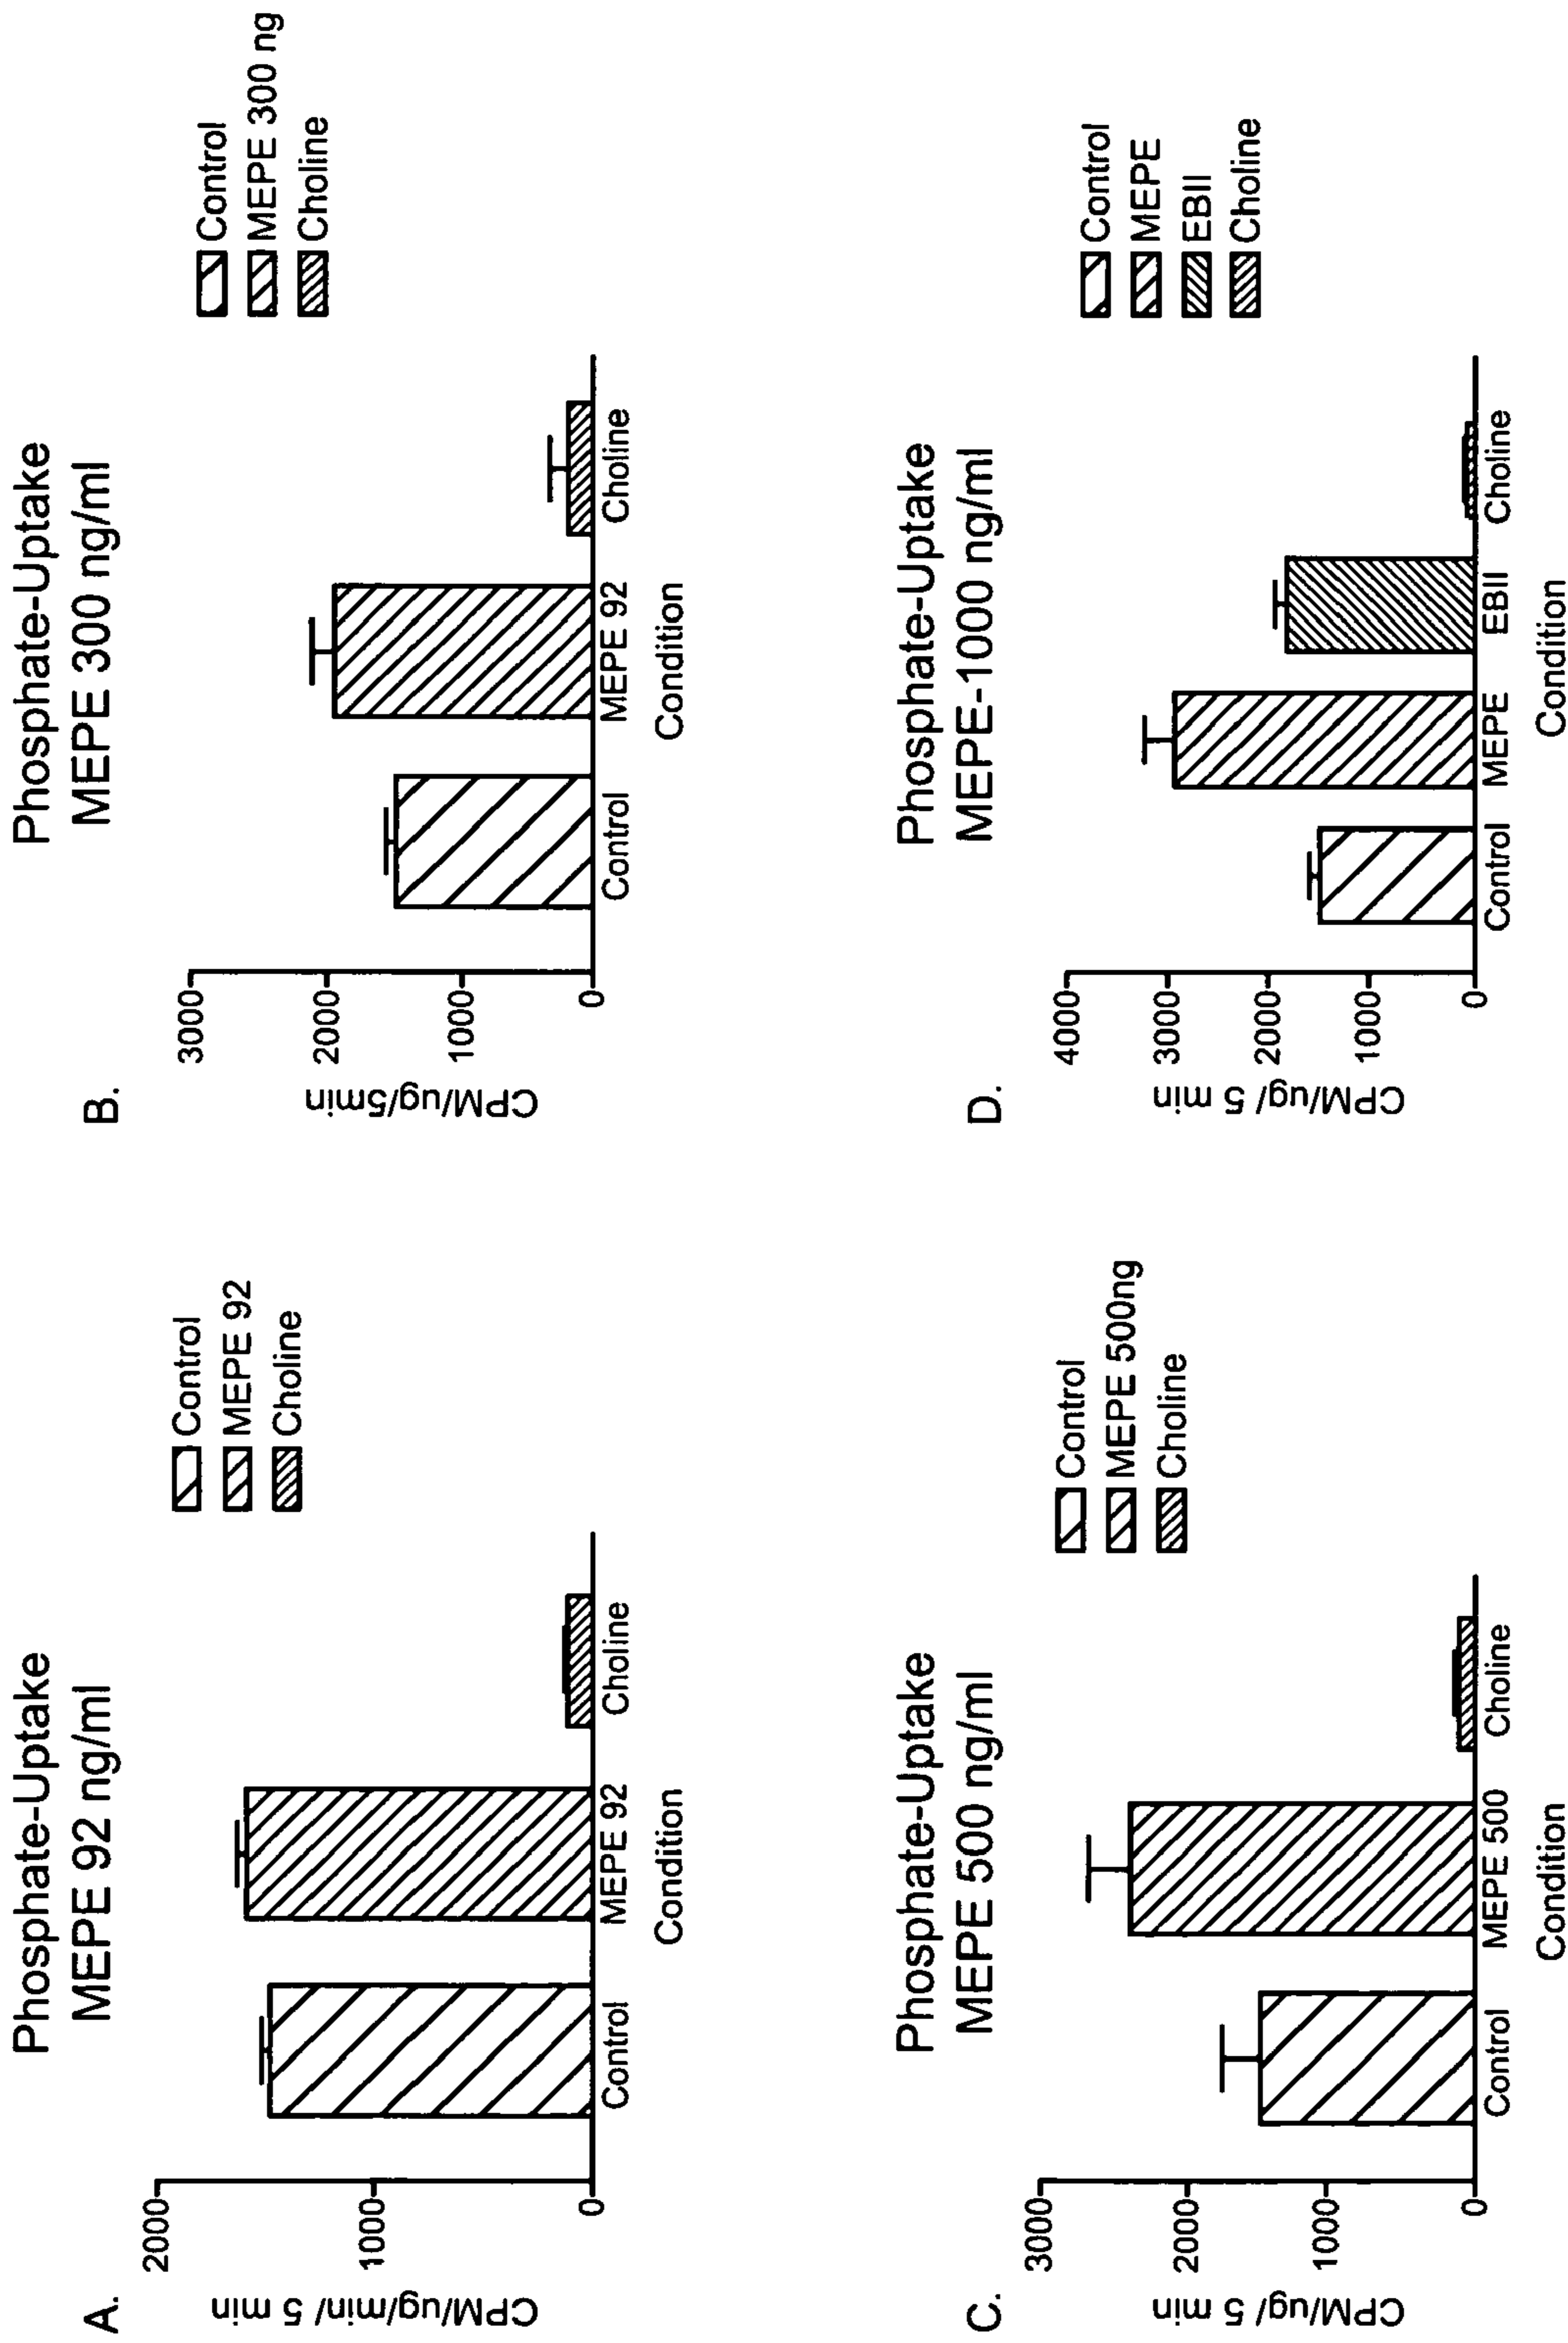 A.
Phosphate-Uptake
MEPE 92 ng/ml
CPM/ug/min/ 5 min
2000
1000
0
Control
MEPE 92
Choline
Condition
Control
MEPE 92
Choline
B.
Phosphate-Uptake
MEPE 300 ng/ml
CPM/ug/5min
3000
2000
1000
0
Control
MEPE 92
Choline
Condition
Control
MEPE 300 ng
Choline
C.
Phosphate-Uptake
MEPE 500 ng/ml
CPM/ug/ 5 min
3000
2000
1000
0
Control
MEPE 500
Choline
Condition
Control
MEPE 500ng
Choline
D.
Phosphate-Uptake
MEPE-1000 ng/ml
CPM/ug/ 5 min
4000
3000
2000
1000
0
Control
MEPE
EBII
Choline
Condition
Control
MEPE
EBII
Choline